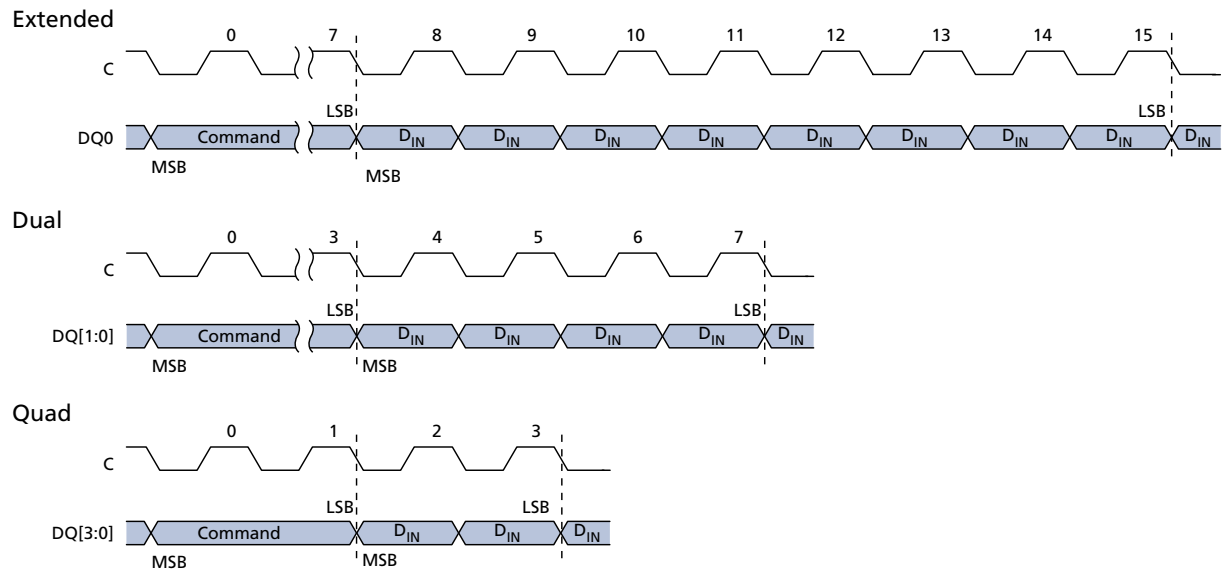 Extended
0 7 8 9 10 11 12 13 14 15
C
LSB LSB
DQ0 Command DIN DIN DIN DIN DIN DIN DIN DIN DIN
MSB MSB
Dual
0 3 4 5 6 7
C
LSB LSB
DQ[1:0] Command DIN DIN DIN DIN DIN
MSB MSB
Quad
0 1 2 3
C
LSB LSB
DQ[3:0] Command DIN DIN DIN
MSB MSB